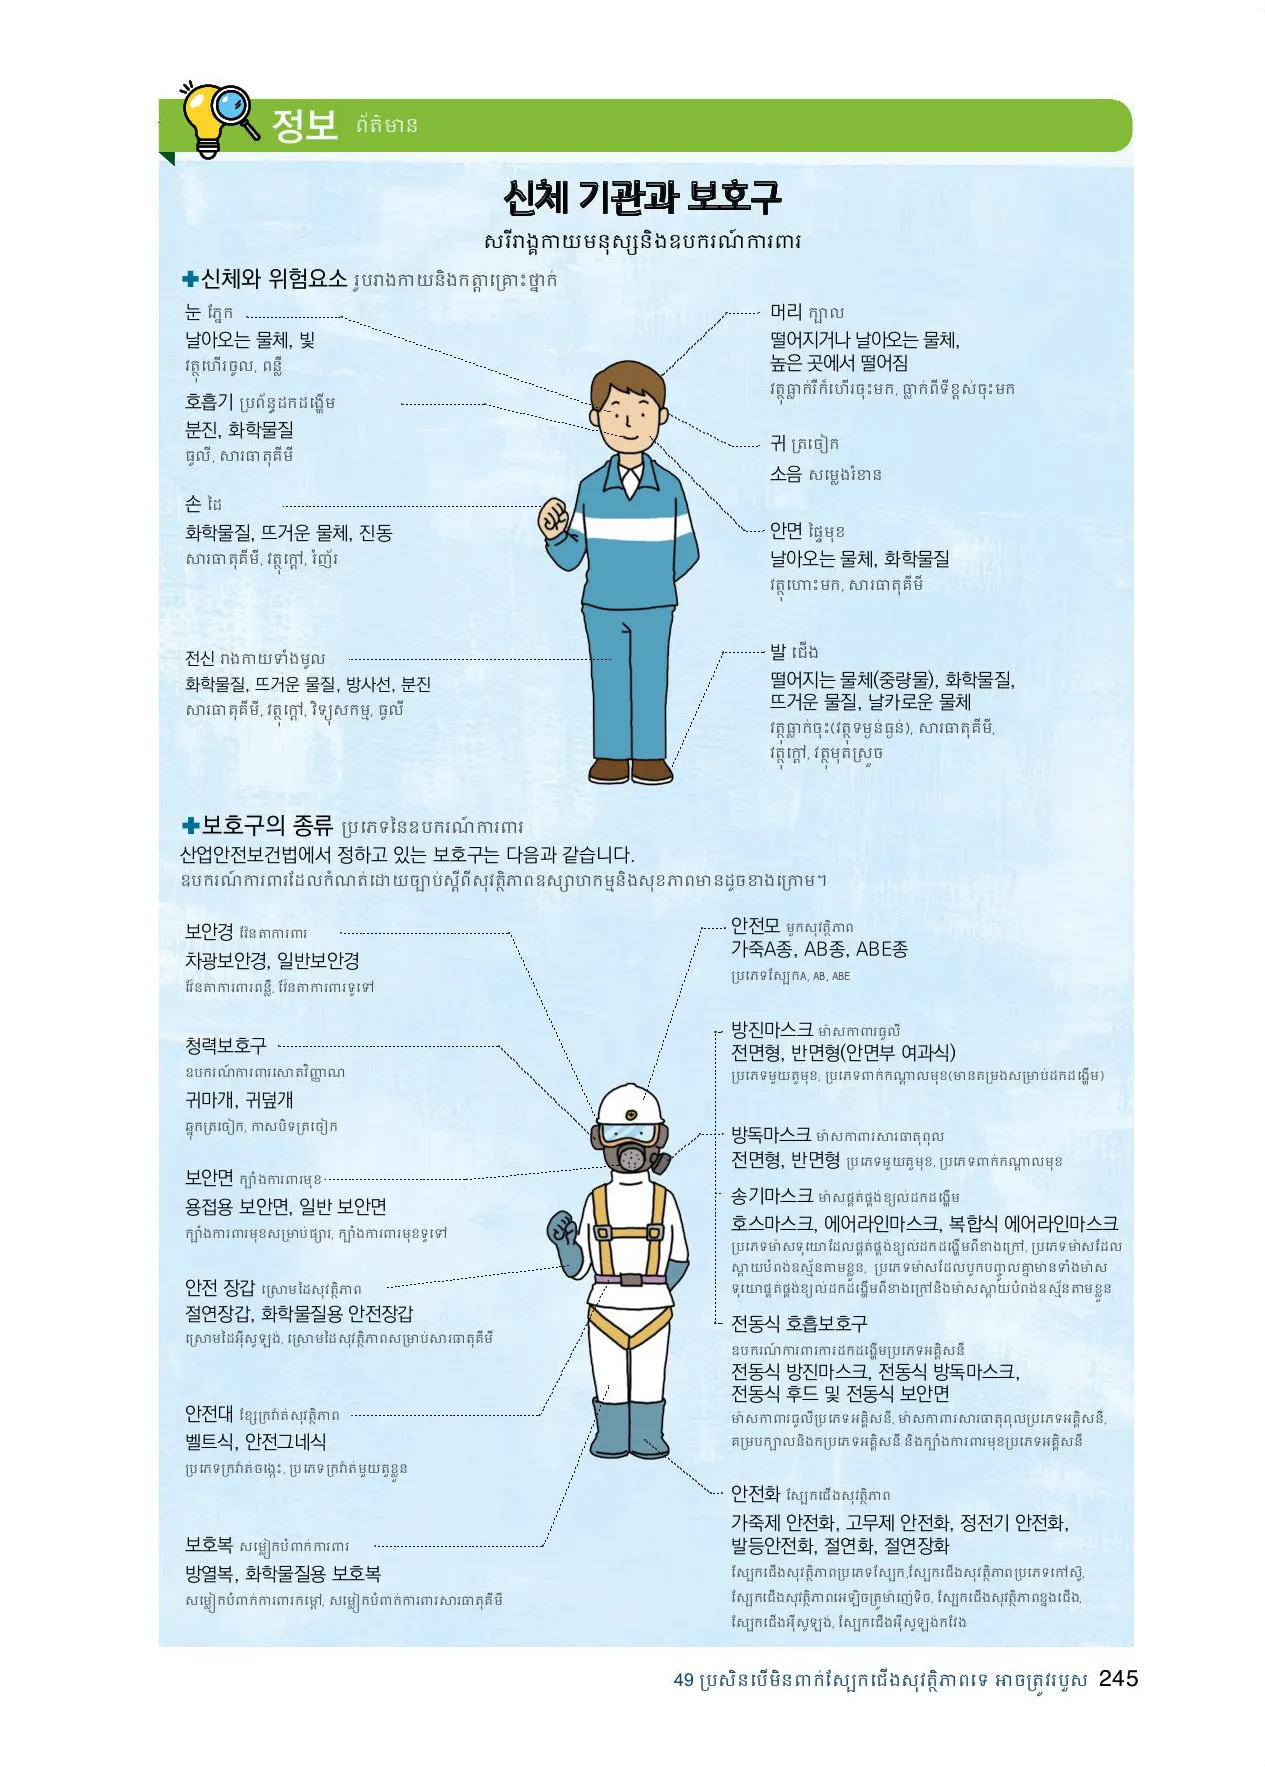 정보 ព័ត៌មាន
신체 기관과 보호구
សរីរាង្គកាយមនុស្សនិងឧបករណ៍ការពារ
신체와 위험요소 រូបរាងកាយនិងកត្តាគ្រោះថ្នាក់
눈 ភ្នែក
날아오는 물체, 빛
វត្ថុហើរចូល, ពន្លឺ
호흡기 ប្រព័ន្ធដកដង្ហើម
분진, 화학물질
ធូលី, សារធាតុគីមី
손 ដៃ
화학물질, 뜨거운 물체, 진동
សារធាតុគីមី, វត្ថុក្តៅ, រំញ័រ
전신 រាងកាយទាំងមូល
화학물질, 뜨거운 물질, 방사선, 분진
សារធាតុគីមី, វត្ថុក្តៅ, វិទ្យុសកម្ម, ធូលី
머리 ក្បាល
떨어지거나 날아오는 물체,
높은 곳에서 떨어짐
វត្ថុធ្លាក់រឺក៏ហើរចុះមក, ធ្លាក់ពីទីខ្ពស់ចុះមក
귀 ត្រចៀក
소음 សម្លេងរំខាន
안면 ផ្ទៃមុខ
날아오는 물체, 화학물질
វត្ថុហោះមក, សារធាតុគីមី
발 ជើង
떨어지는 물체(중량물), 화학물질,
뜨거운 물질, 날카로운 물체
វត្ថុធ្លាក់ចុះ(វត្ថុទម្ងន់ធ្ងន់), សារធាតុគីមី,
វត្ថុក្តៅ, វត្ថុមុតស្រួច
보호구의 종류 ប្រភេទនៃឧបករណ៍ការពារ
산업안전보건법에서 정하고 있는 보호구는 다음과 같습니다.
ឧបករណ៍ការពារដែលកំណត់ដោយច្បាប់ស្តីពីសុវត្ថិភាពឧស្សាហកម្មនិងសុខភាពមានដូចខាងក្រោម។
보안경 វ៉ែនតាការពារ
차광보안경, 일반보안경
វ៉ែនតាការពារពន្លឺ, វ៉ែនតាការពារទូទៅ
청력보호구
ឧបករណ៍ការពារសោតវិញ្ញាណ
귀마개, 귀덮개
ឆ្នុកត្រចៀក, កាសបិទត្រចៀក
보안면 ក្បាំងការពារមុខ
용접용 보안면, 일반 보안면
ក្បាំងការពារមុខសម្រាប់ផ្សារ, ក្បាំងការពារមុខទូទៅ
안전 장갑 ស្រោមដៃសុវត្ថិភាព
절연장갑, 화학물질용 안전장갑
ស្រោមដៃអ៊ីសូឡង់, ស្រោមដៃសុវត្ថិភាពសម្រាប់សារធាតុគីមី
안전대 ខ្សែក្រវ៉ាត់សុវត្ថិភាព
벨트식, 안전그네식
ប្រភេទក្រវ៉ាត់ចង្កេះ, ប្រភេទក្រវ៉ាត់មួយតួខ្លួន
보호복 សម្លៀកបំពាក់ការពារ
방열복, 화학물질용 보호복
សម្លៀកបំពាក់ការពារកម្តៅ, សម្លៀកបំពាក់ការពារសារធាតុគីមី
안전모 មួកសុវត្ថិភាព
가죽A종, AB종, ABE종
ប្រភេទស្បែកA, AB, ABE
방진마스크 ម៉ាសការពារធូលី
전면형, 반면형(안면부 여과식)
ប្រភេទមួយតួមុខ, ប្រភេទពាក់កណ្តាលមុខ(មានតម្រងសម្រាប់ដកដង្ហើម)
방독마스크 ម៉ាសការពារសារធាតុពុល
전면형, 반면형 ប្រភេទមួយតួមុខ, ប្រភេទពាក់កណ្តាលមុខ
송기마스크 ម៉ាសផ្គត់ផ្គង់ខ្យល់ដកដង្ហើម
호스마스크, 에어라인마스크, 복합식 에어라인마스크
ប្រភេទម៉ាសទុយោដែលផ្គត់ផ្គង់ខ្យល់ដកដង្ហើមពីខាងក្រៅ, ប្រភេទម៉ាសដែល
ស្ពាយបំពង់ឧស្ម័នតាមខ្លួន, ប្រភេទម៉ាសដែលបូកបញ្ចូលគ្នាមានទាំងម៉ាស
ទុយោផ្គត់ផ្គង់ខ្យល់ដកដង្ហើមពីខាងក្រៅនិងម៉ាសស្ពាយបំពង់ឧស្ម័នតាមខ្លួន
전동식 호흡보호구
ឧបករណ៍ការពារការដកដង្ហើមប្រភេទអគ្គិសនី
전동식 방진마스크, 전동식 방독마스크,
전동식 후드 및 전동식 보안면
ម៉ាសការពារធូលីប្រភេទអគ្គិសនី, ម៉ាសការពារសារធាតុពុលប្រភេទអគ្គិសនី,
គម្របក្បាលនិងកប្រភេទអគ្គិសនី និងក្បាំងការពារមុខប្រភេទអគ្គិសនី
안전화 ស្បែកជើងសុវត្ថិភាព
가죽제 안전화, 고무제 안전화, 정전기 안전화,
발등안전화, 절연화, 절연장화
ស្បែកជើងសុវត្ថិភាពប្រភេទស្បែក,ស្បែកជើងសុវត្ថិភាពប្រភេទកៅស៊ូ,
ស្បែកជើងសុវត្ថិភាពអេឡិចត្រូម៉ាញ៉េទិច, ស្បែកជើងសុវត្ថិភាពខ្នងជើង,
ស្បែកជើងអ៊ីសូឡង់, ស្បែកជើងអ៊ីសូឡង់កវែង
49 ប្រសិនបើមិនពាក់ស្បែកជើងសុវត្ថិភាពទេ អាចត្រូវរបួស 245